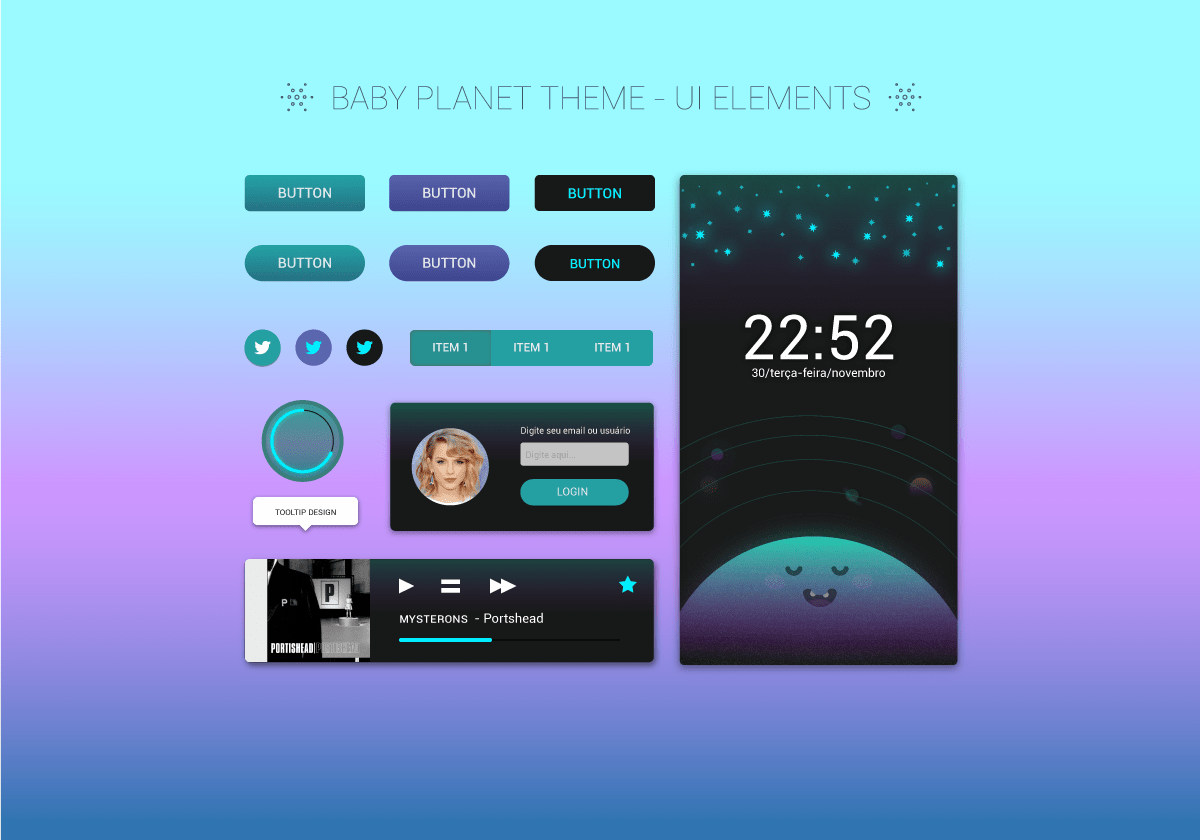 BABY PLANET THEME - UI ELEMENTS
BUTTON
BUTTON
BUTTON
BUTTON
BUTTON
BUTTON
ITEM 1
ITEM 1
ITEM 1
22:52
30/terça-feira/novembro
Digite seu email ou usuário
Digite aqui...
LOGIN
TOOLTIP DESIGN
P
P
PORTISHEAD
MYSTERONS - Portshead